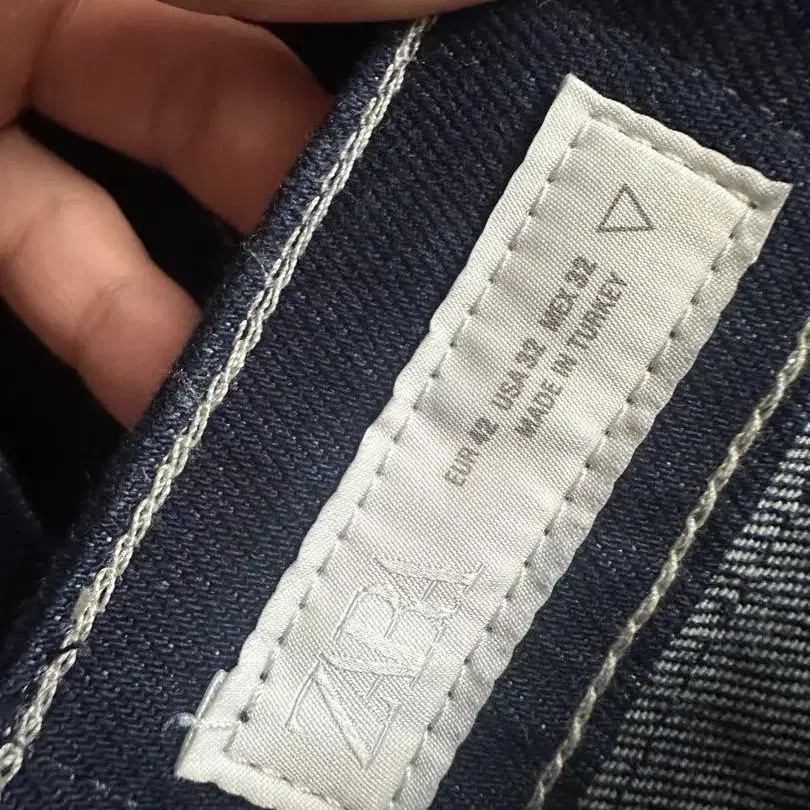 ZARA
EUR 42 USA 32 MEX 32
MADE IN TURKEY